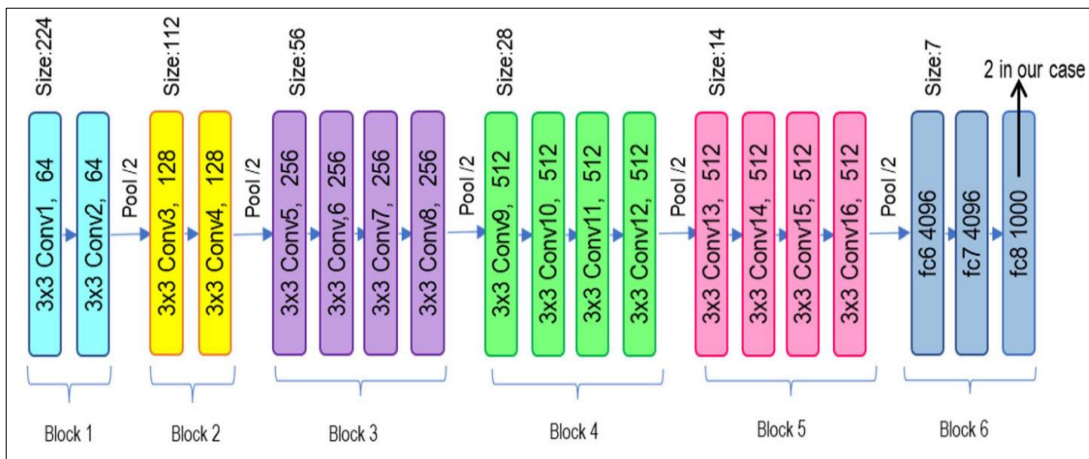 Size:224
3x3 Conv1, 64
3x3 Conv2, 64
Block 1
Pool /2
Size:112
3x3 Conv3, 128
3x3 Conv4, 128
Block 2
Pool /2
Size:56
3x3 Conv5, 256
3x3 Conv,6 256
3x3 Conv7, 256
3x3 Conv8, 256
Block 3
Pool /2
Size:28
3x3 Conv9, 512
3x3 Conv10, 512
3x3 Conv11, 512
3x3 Conv12, 512
Block 4
Pool /2
Size:14
3x3 Conv13, 512
3x3 Conv14, 512
3x3 Conv15, 512
3x3 Conv16, 512
Block 5
Pool /2
Size:7
fc6 4096
fc7 4096
fc8 1000
2 in our case
Block 6